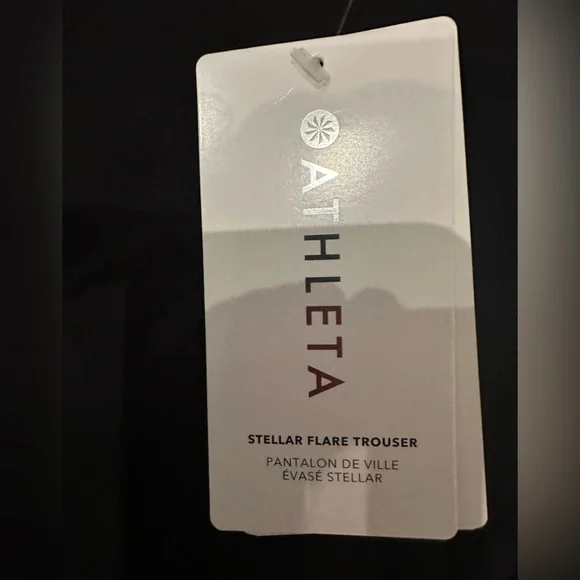 ATHLETA
STELLAR FLARE TROUSER
PANTALON DE VILLE
ÉVASÉ STELLAR